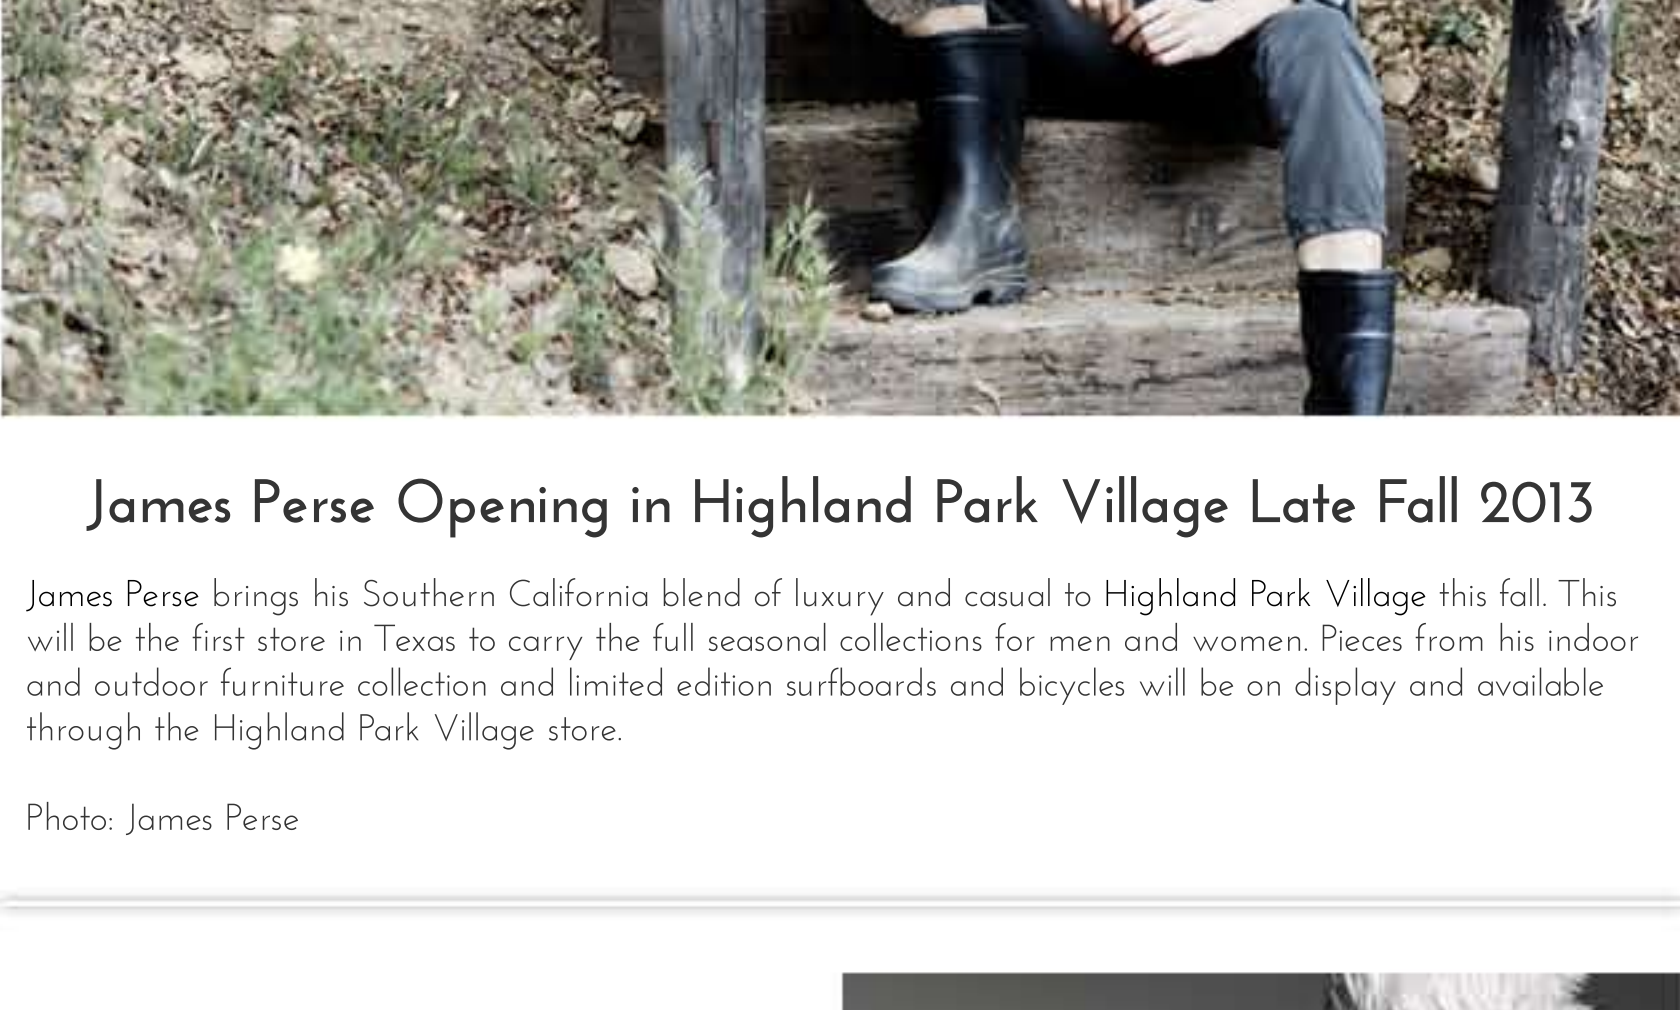 James Perse Opening in Highland Park Village Late Fall 2013
James Perse brings his Southern California blend of luxury and casual to Highland Park Village this fall. This
will be the first store in Texas to carry the full seasonal collections for men and women. Pieces from his indoor
and outdoor furniture collection and limited edition surfboards and bicycles will be on display and available
through the Highland Park Village store.
Photo: James Perse